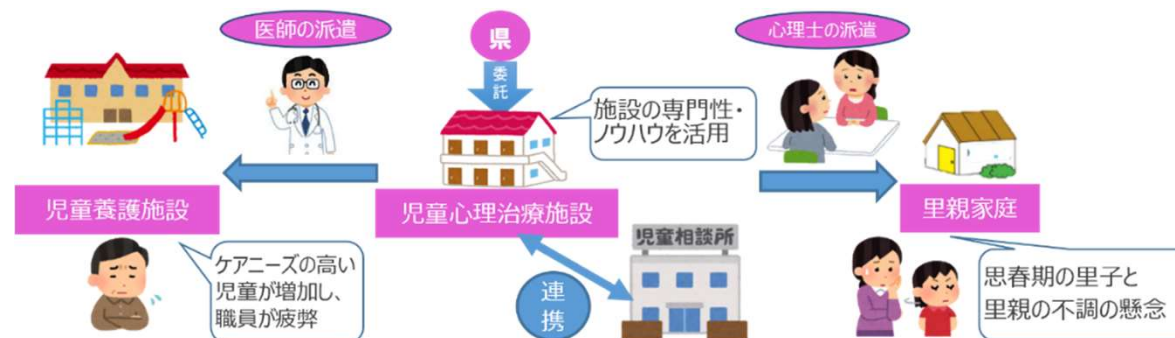 医師の派遣
県
心理士の派遣
委託
施設の専門性・
ノウハウを活用
児童養護施設
児童心理治療施設
里親家庭
児童相談所
ケアニーズの高い
児童が増加し、
職員が疲弊
連携
思春期の里子と
里親の不調の懸念